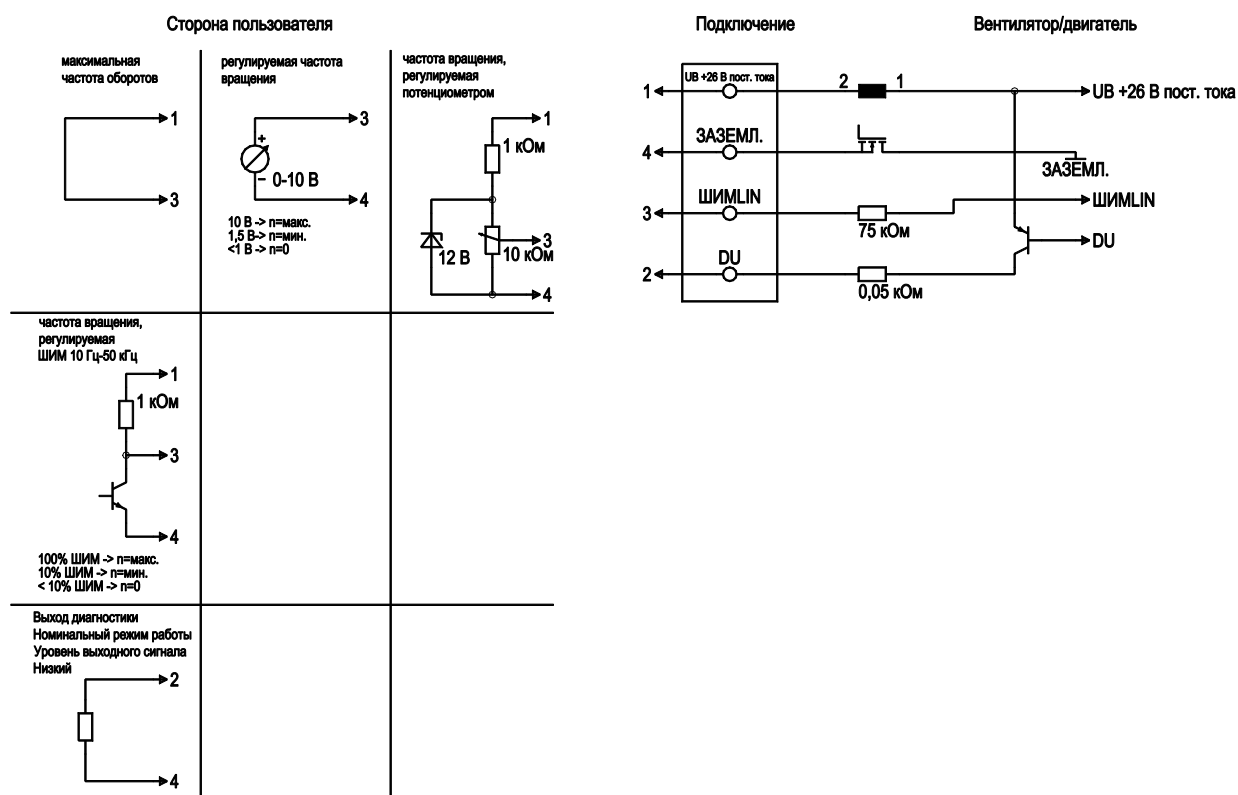 Сторона пользователя
максимальная
частота оборотов
1
3
регулируемая частота
вращения
3
+
− 0-10 В
4
10 В -> n=макс.
1,5 В-> n=мин.
<1 В -> n=0
частота вращения,
регулируемая
потенциометром
1
1 кОм
3
12 В
10 кОм
4
частота вращения,
регулируемая
ШИМ 10 Гц-50 кГц
1
1 кОм
3
4
100% ШИМ -> n=макс.
10% ШИМ -> n=мин.
< 10% ШИМ -> n=0
Выход диагностики
Номинальный режим работы
Уровень выходного сигнала
Низкий
2
4
Подключение
Вентилятор/двигатель
UB +26 В пост. тока
1
2 1
UB +26 В пост. тока
ЗАЗЕМЛ.
4
ЗАЗЕМЛ.
ШИМLIN
3
75 кОм
ШИМLIN
DU
DU
2
0,05 кОм